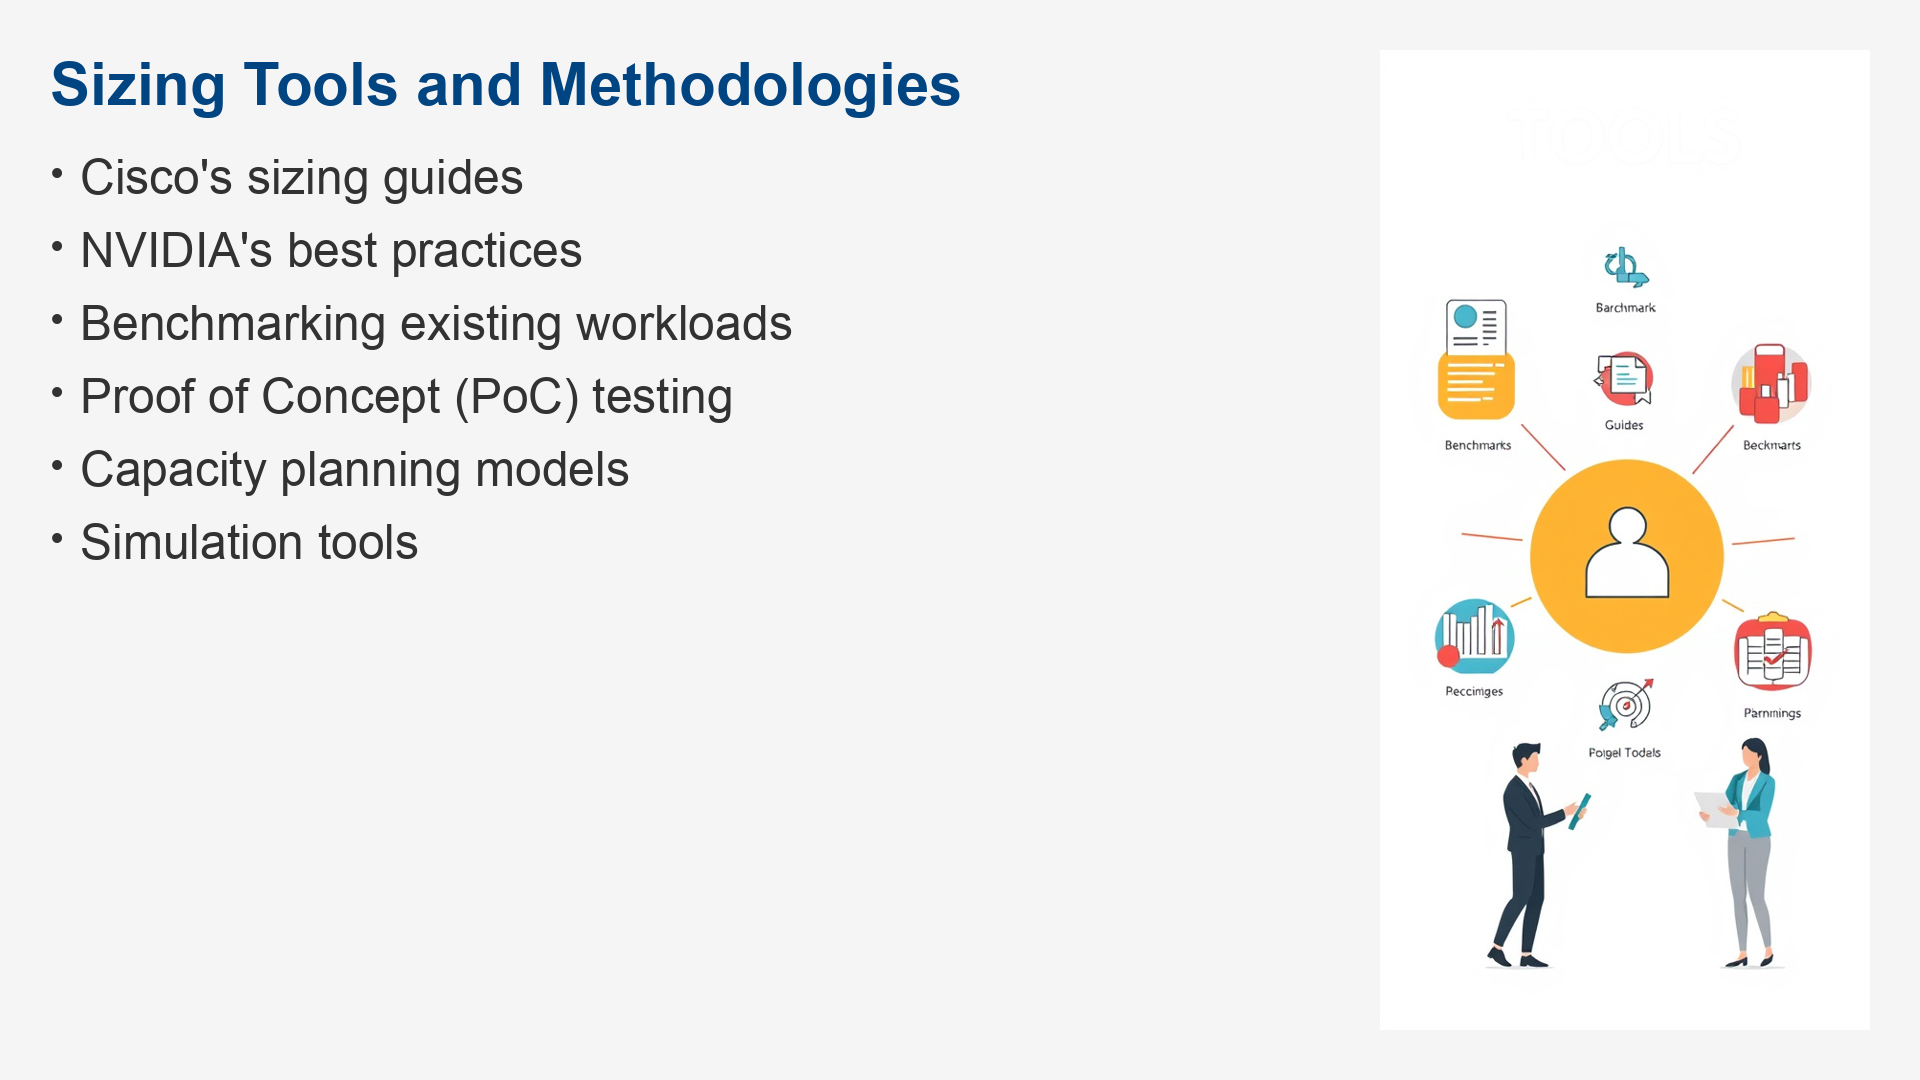 Sizing Tools and Methodologies
• Cisco's sizing guides
• NVIDIA's best practices
• Benchmarking existing workloads
• Proof of Concept (PoC) testing
• Capacity planning models
• Simulation tools
TOOLS
Barchmark
Guides
Benchmarks
Beckmarts
Peccimges
Parnmings
Poigel Todals